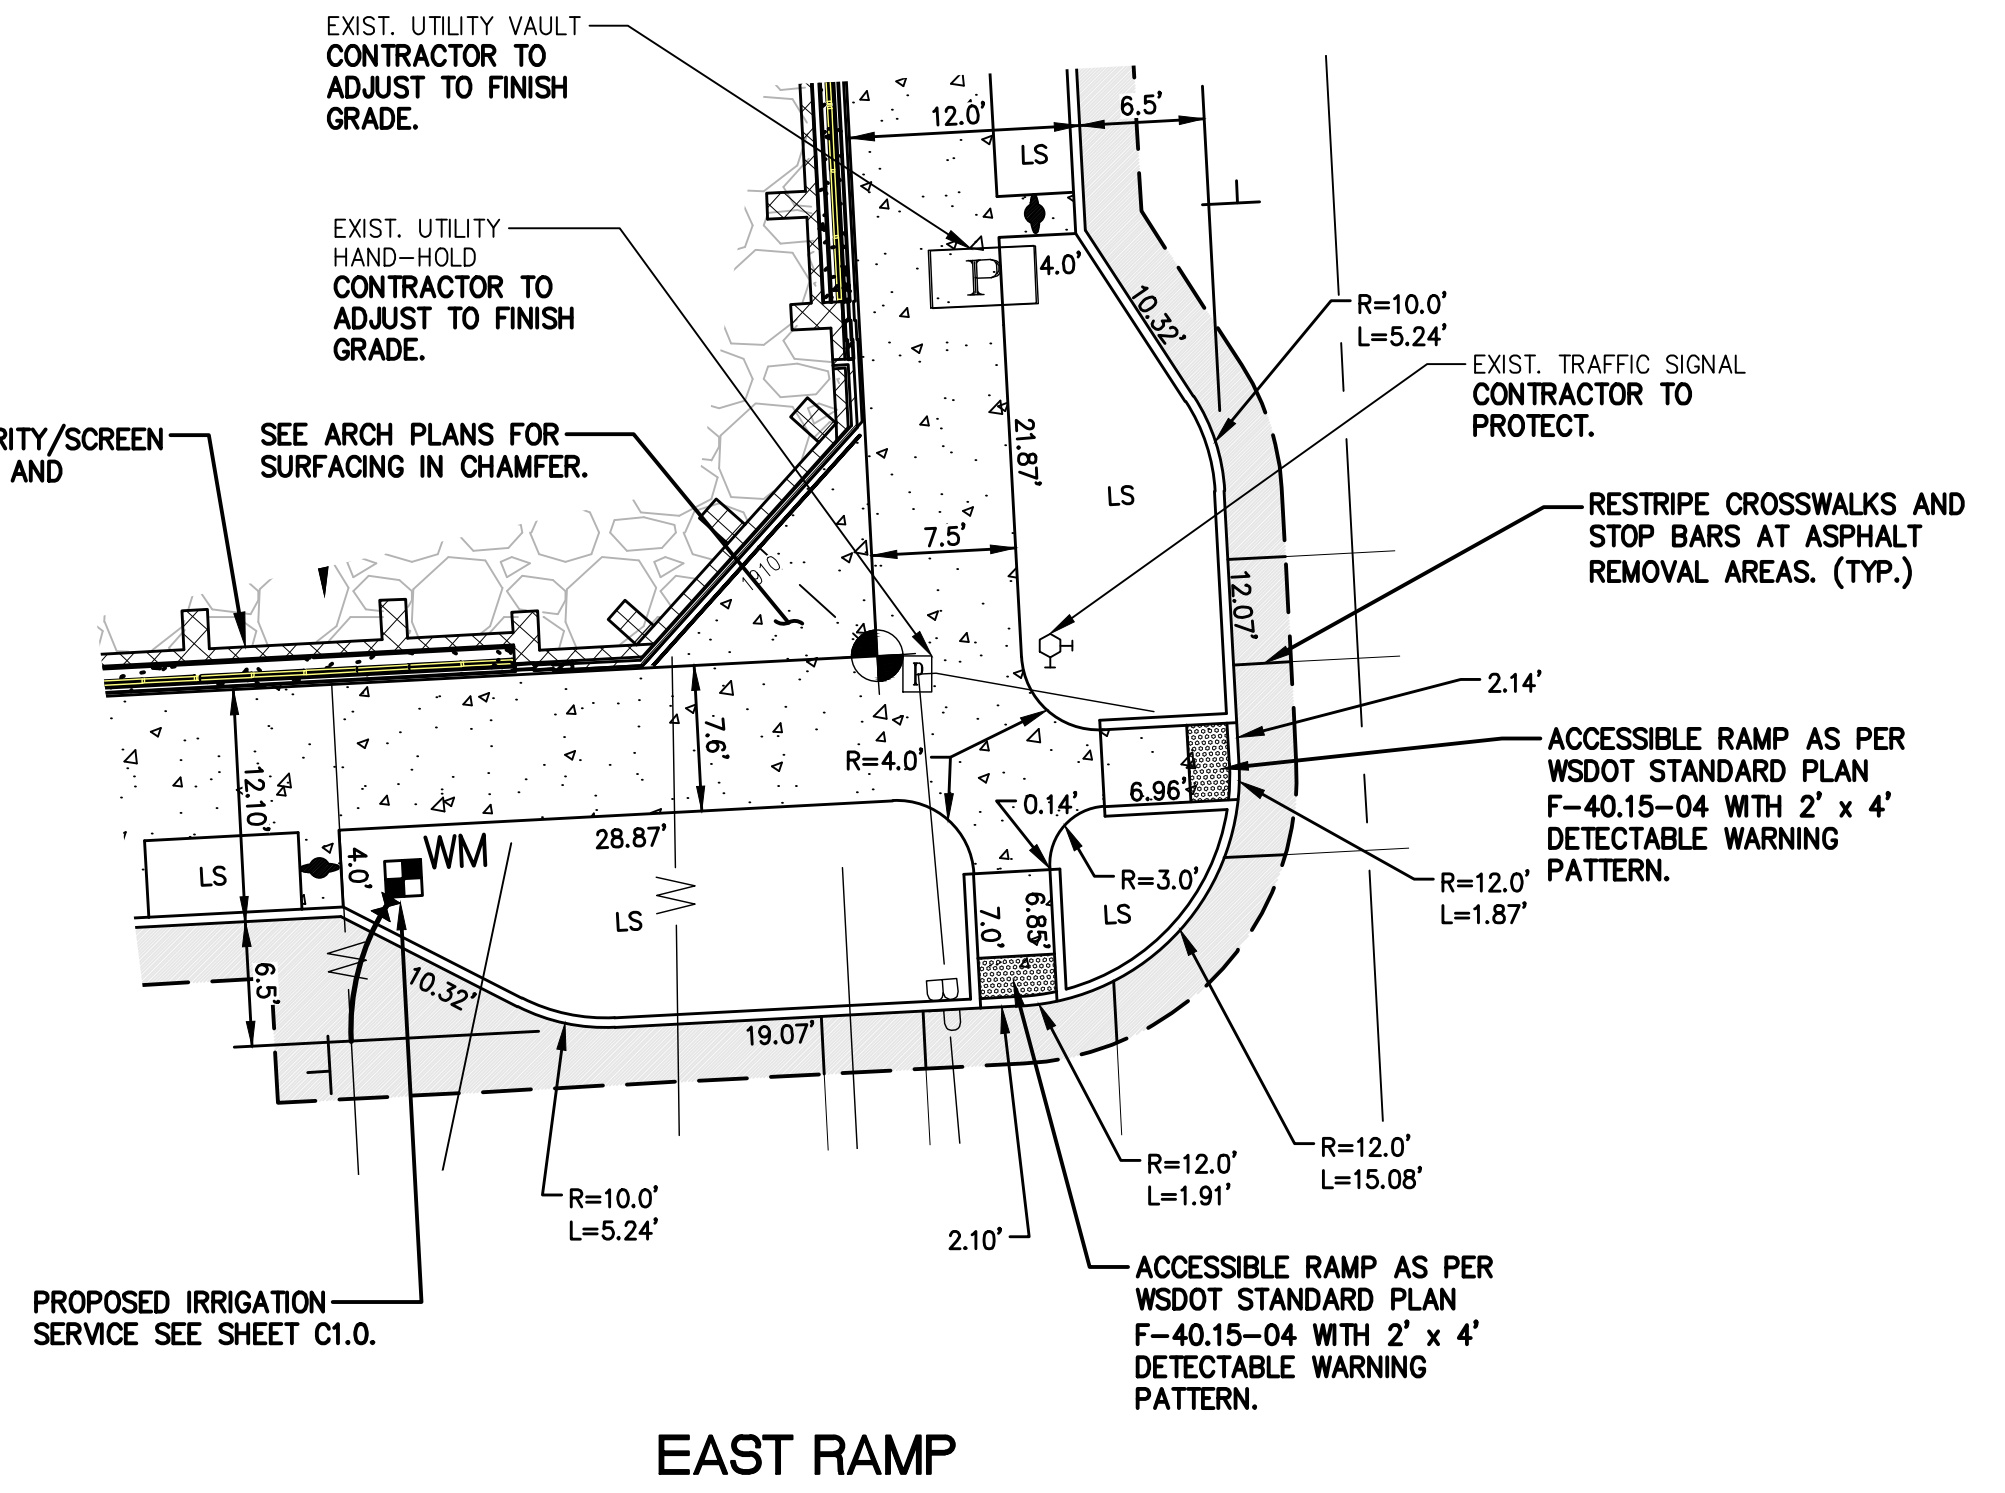 EXIST. UTILITY VAULT
CONTRACTOR TO
ADJUST TO FINISH
GRADE.
12.0'
6.5'
LS
EXIST. UTILITY
HAND-HOLD
CONTRACTOR TO
ADJUST TO FINISH
GRADE.
P
4.0'
10.32'
R=10.0'
L=5.24'
EXIST. TRAFFIC SIGNAL
CONTRACTOR TO
PROTECT.
RITY/SCREEN
AND
SEE ARCH PLANS FOR
SURFACING IN CHAMFER.
21.87'
LS
RESTRIPE CROSSWALKS AND
STOP BARS AT ASPHALT
REMOVAL AREAS. (TYP.)
7.5'
1910
12.07'
P
2.14'
7.6'
R=4.0'
ACCESSIBLE RAMP AS PER
WSDOT STANDARD PLAN
F-40.15-04 WITH 2' x 4'
DETECTABLE WARNING
PATTERN.
12.10'
6.96'
0.14'
28.87'
WM
4.0'
LS
R=3.0'
R=12.0'
L=1.87'
LS
7.0'
6.85'
LS
6.5'
10.32'
19.07'
R=12.0'
L=15.08'
R=12.0'
L=1.91'
R=10.0'
L=5.24'
2.10'
ACCESSIBLE RAMP AS PER
WSDOT STANDARD PLAN
F-40.15-04 WITH 2' x 4'
DETECTABLE WARNING
PATTERN.
PROPOSED IRRIGATION
SERVICE SEE SHEET C1.0.
EAST RAMP